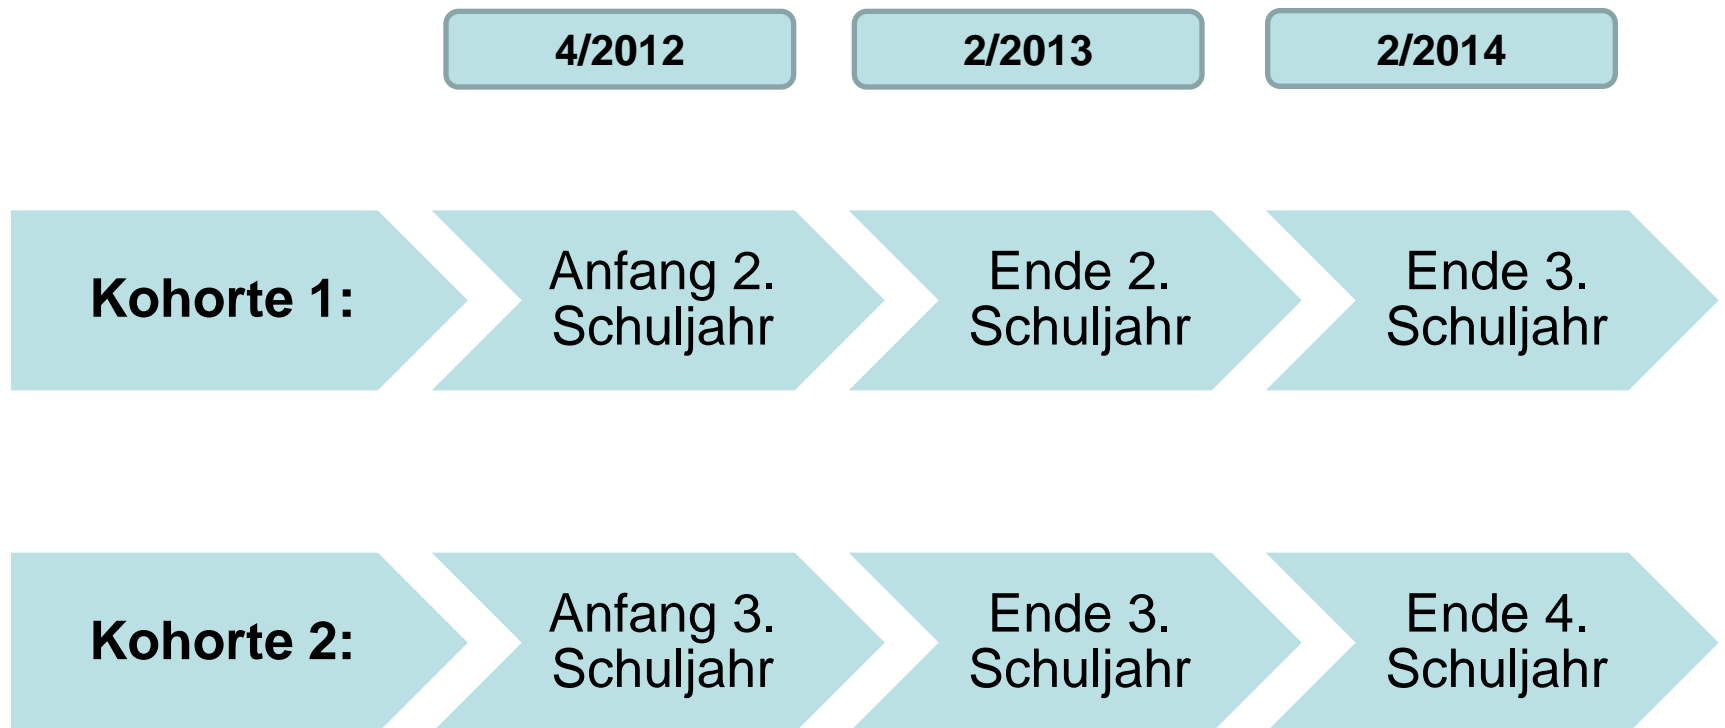 4/2012 2/2013 2/2014
Kohorte 1:
Anfang 2.
Schuljahr
Ende 2.
Schuljahr
Ende 3.
Schuljahr
Kohorte 2:
Anfang 3.
Schuljahr
Ende 3.
Schuljahr
Ende 4.
Schuljahr